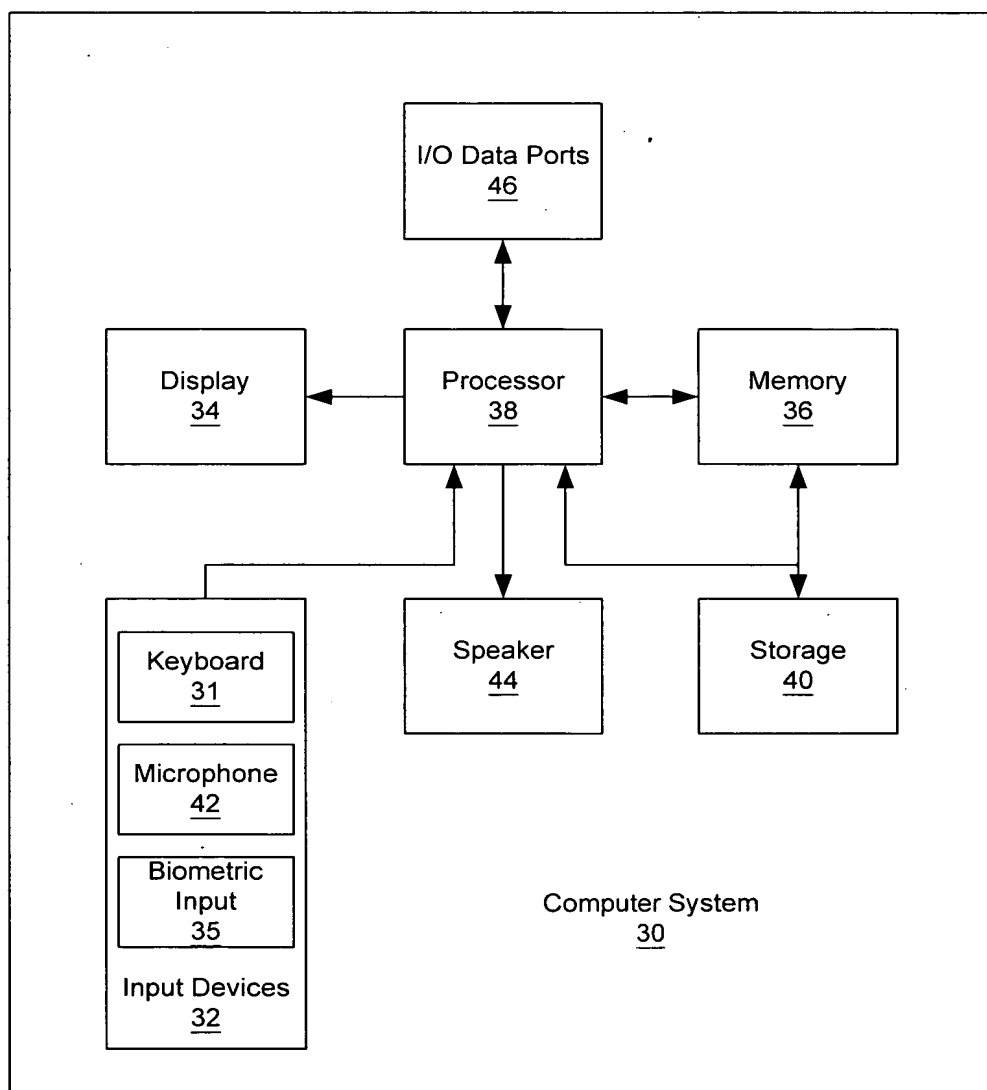 I/O Data Ports
46
Display
34
Processor
38
Memory
36
Keyboard
31
Microphone
42
Biometric
Input
35
Input Devices
32
Speaker
44
Storage
40
Computer System
30